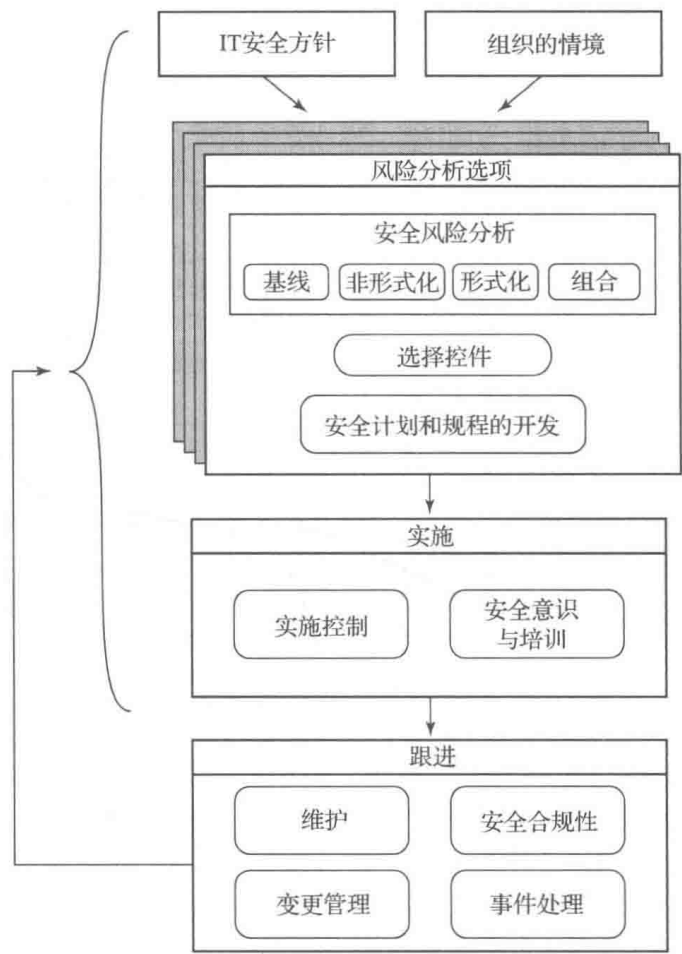 IT安全方针
组织的情境
风险分析选项
安全风险分析
基线
非形式化
形式化
组合
选择控件
安全计划和规程的开发
实施
实施控制
安全意识
与培训
跟进
维护
安全合规性
变更管理
事件处理